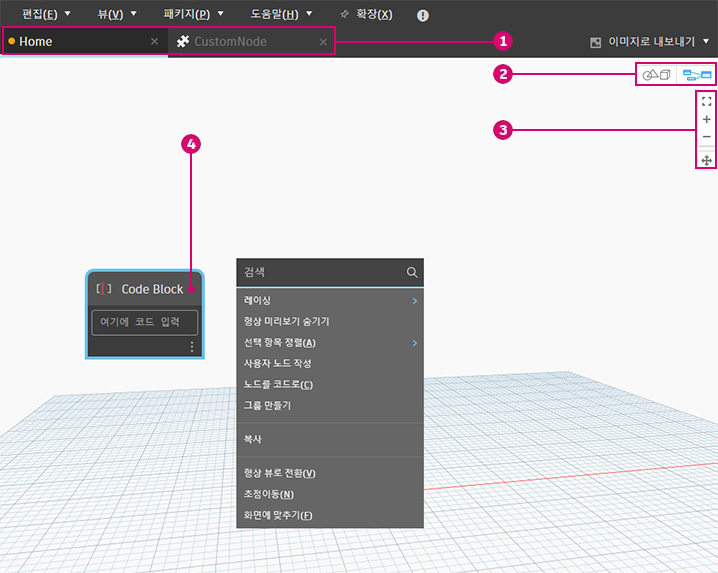 편집(E) 뷰(V) 패키지(P) 도움말(H) 확장(X)
Home CustomNode 1 이미지로 내보내기
2
3
4
[|] Code Block
여기에 코드 입력
검색
레이싱
형상 미리보기 숨기기
선택 항목 정렬(A)
사용자 노드 작성
노드를 코드로(C)
그룹 만들기
복사
형상 뷰로 전환(V)
초점이동(N)
화면에 맞추기(F)